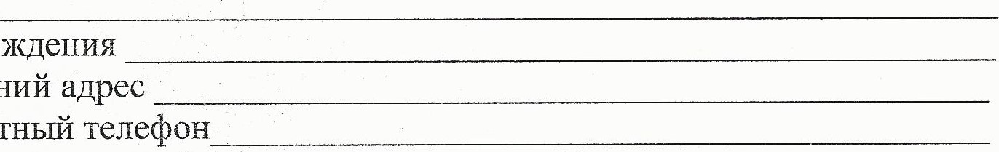 ждения
ний адрес
тный телефон